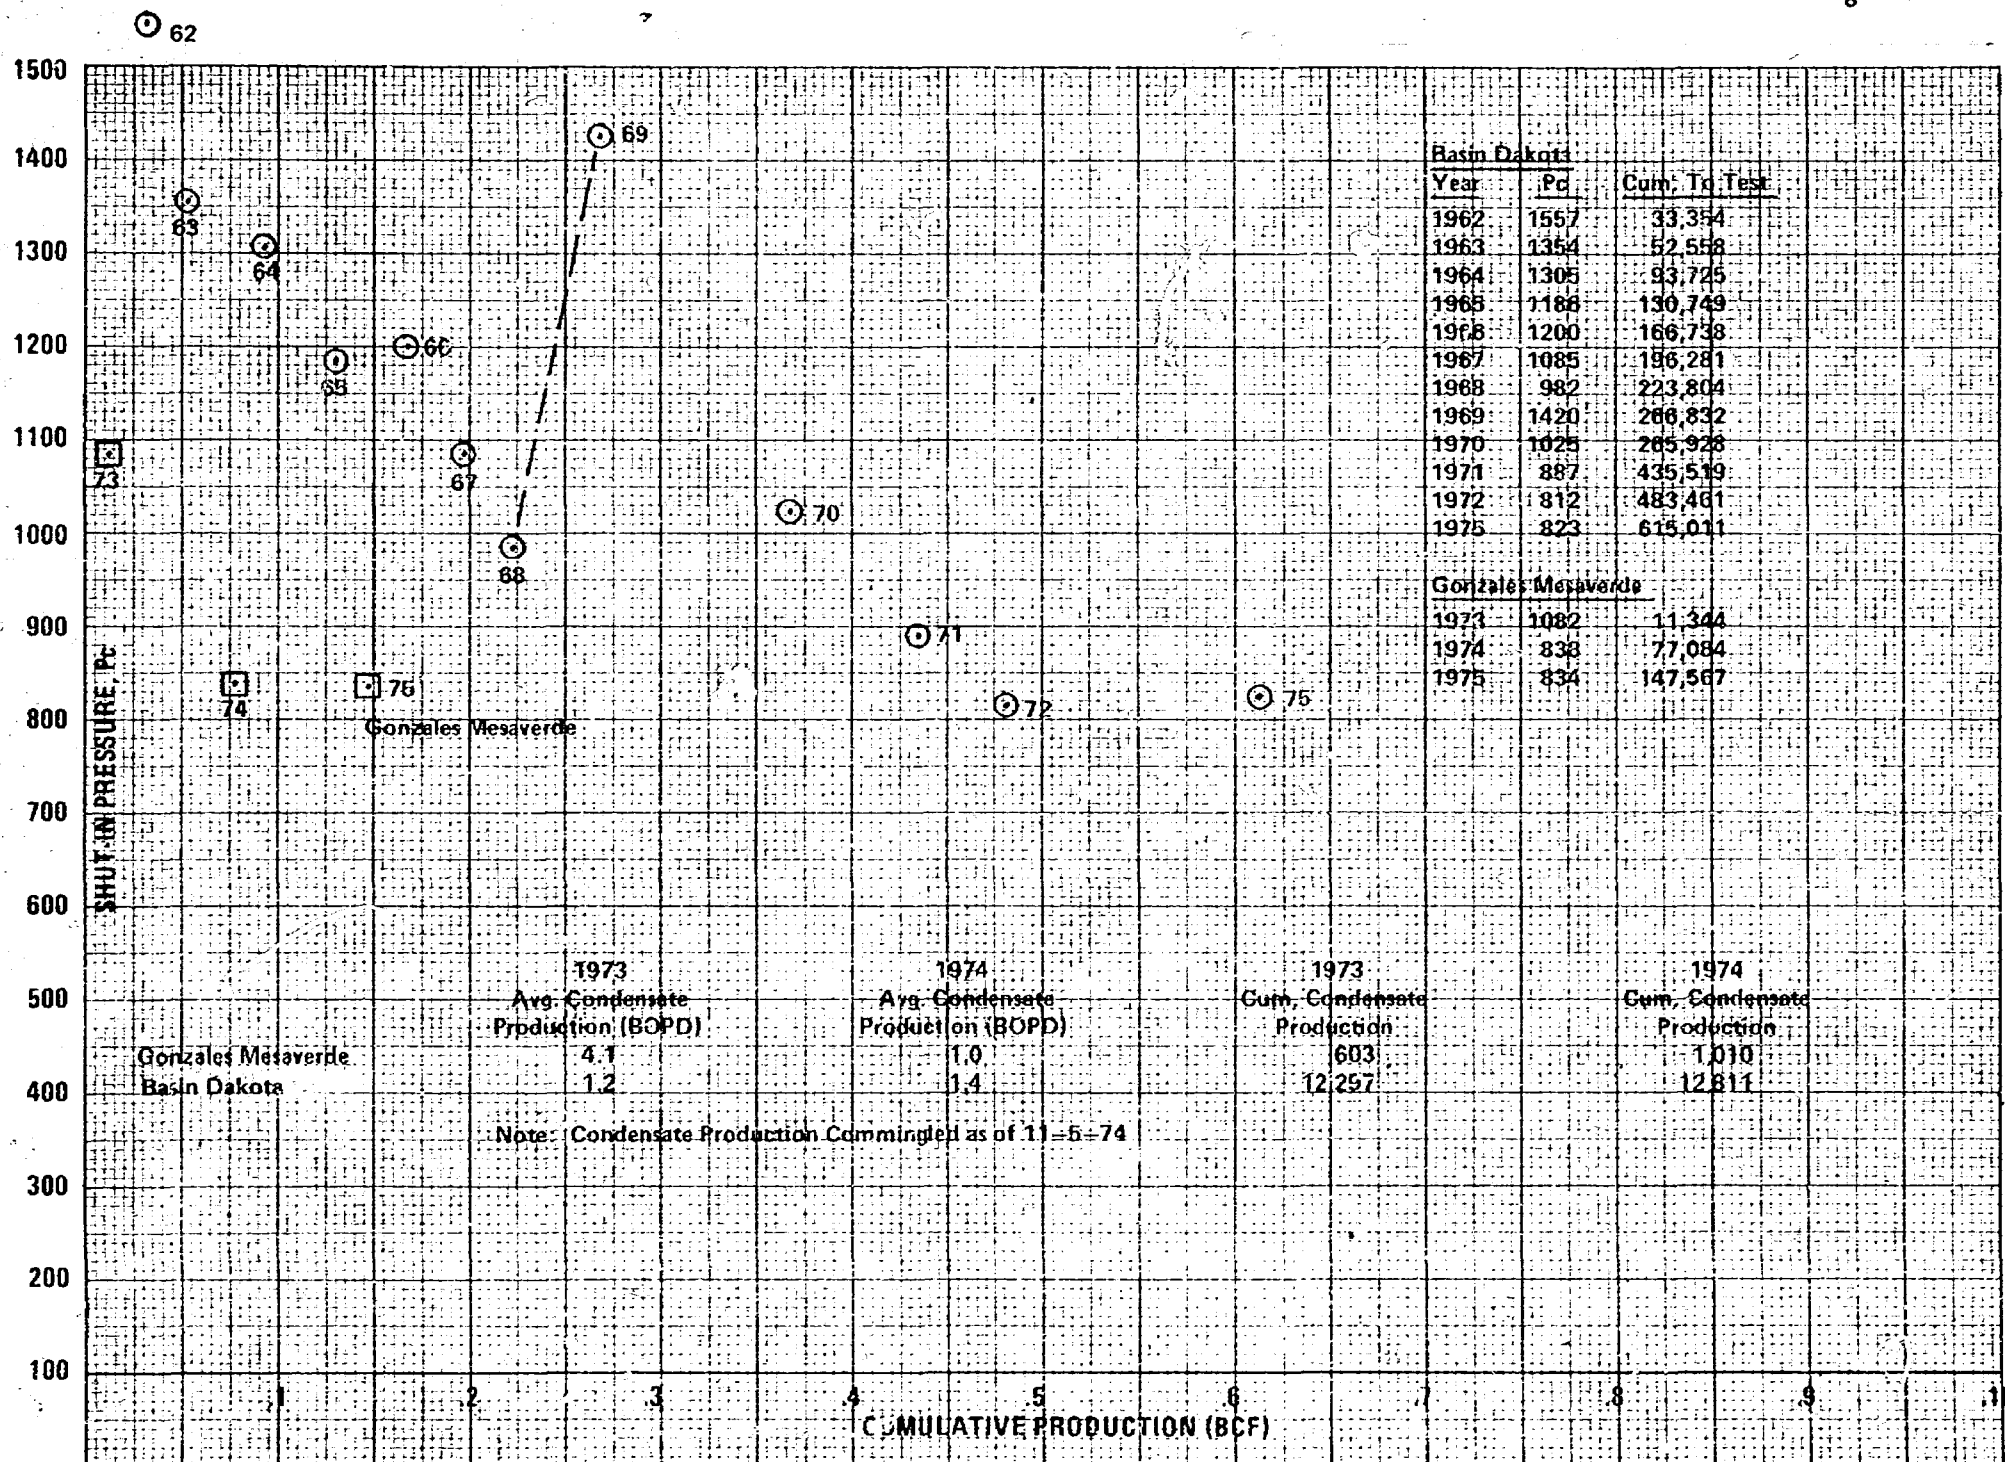 8
62
1500
69
1400
Basin Dakota
Year Pc Cum. To Test
1962 1557 33,354
63
1963 1354 52,558
1300
64
1964 1305 93,725
1965 1186 130,749
1966 1200 166,738
1200
66
1967 1085 196,281
65
1968 982 223,804
1969 1420 266,832
1100
1970 1025
73
67
1971 887 435,519
1972 812 483,461
70
1975 823 615,011
1000
68
Gonzales Mesaverde
900
1973 1082 11,344
71
1974 838 77,084
1975 834 147,567
75
75
74
72
800
Gonzales Mesaverde
SHUT-IN PRESSURE, Pc
700
600
1973 1974 1973 1974
500
Avg. Condensate Avg. Condensate Cum. Condensate Cum. Condensate
Production (BOPD) Production (BOPD) Production Production
Gonzales Mesaverde 4.1 1.0 603 1,010
Basin Dakota 1.2 1.4 12,257 12,811
400
Note: Condensate Production Commingled as of 11-5-74
300
200
100
.1 .2 .3 .4 .5 .6 .7 .8 .9
CUMULATIVE PRODUCTION (BCF)